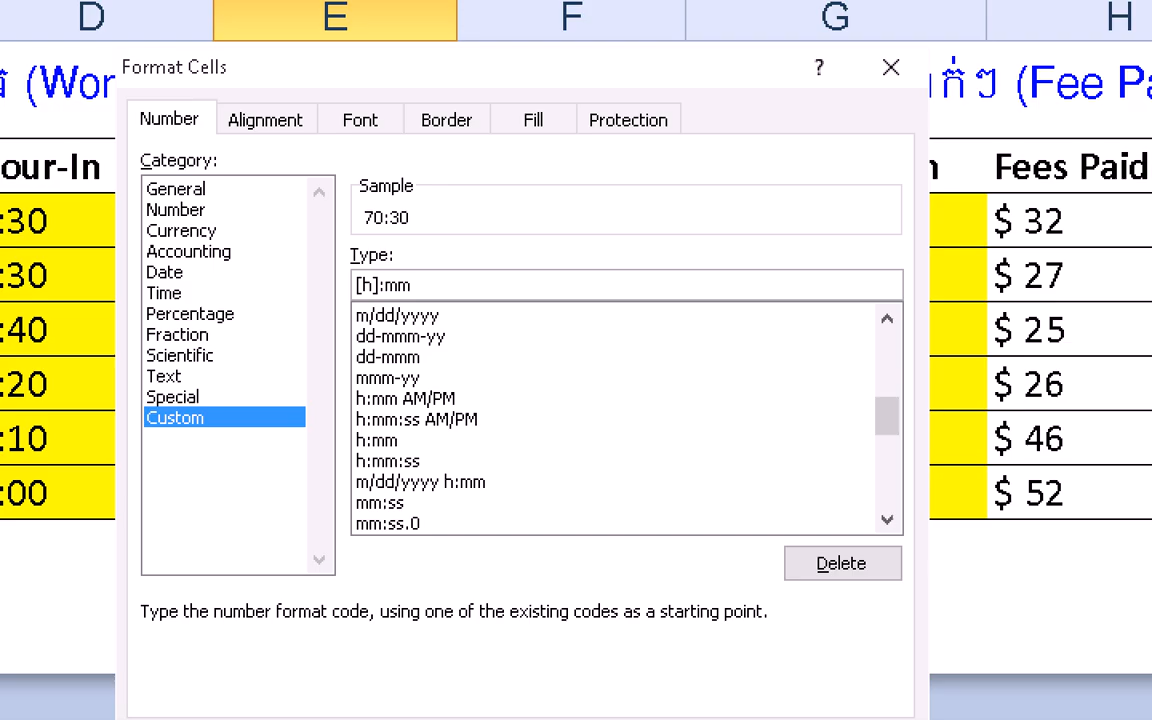 D E F G H
(Wor
ក់ៗ (Fee Pa
Format Cells ?
Number Alignment Font Border Fill Protection
our-In
Fees Paid
Category:
General
Number
Currency
Accounting
Date
Time
Percentage
Fraction
Scientific
Text
Special
Custom
Sample
70:30
Type:
[h]:mm
m/dd/yyyy
dd-mmm-yy
dd-mmm
mmm-yy
h:mm AM/PM
h:mm:ss AM/PM
h:mm
h:mm:ss
m/dd/yyyy h:mm
mm:ss
mm:ss.0
Delete
Type the number format code, using one of the existing codes as a starting point.
:30 $ 32
:30 $ 27
:40 $ 25
:20 $ 26
:10 $ 46
:00 $ 52